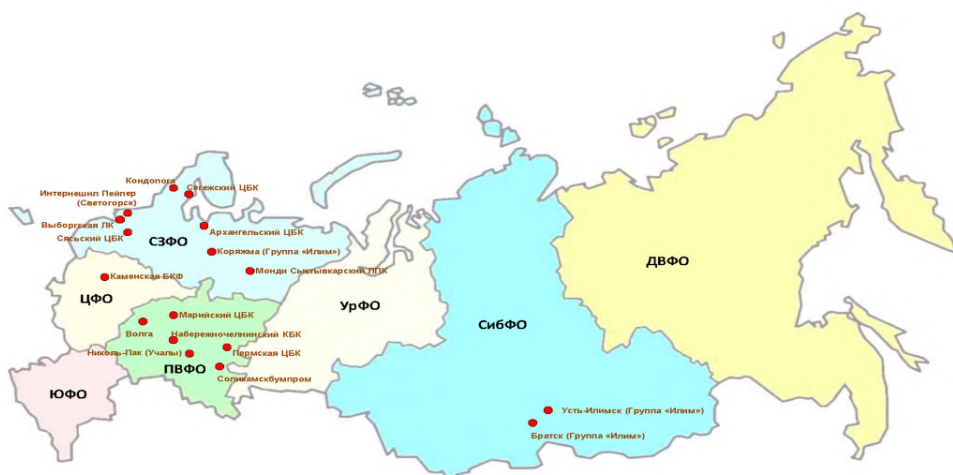 Кондопога
Сегежский ЦБК
Интернешнл Пейпер
(Светогорск)
Выборгская ЛК
Сясьский ЦБК
СЗФО
Архангельский ЦБК
Коряжма (Группа «Илим»)
Монди Сыктывкарский ЛПК
Каменская БКФ
ЦФО
УрФО
СибФО
ДВФО
Марийский ЦБК
Волга
Набережночелнинский КБК
Николь-Пак (Учалы)
Пермская ЦБК
ПВФО
Соликамскбумпром
ЮФО
Усть-Илимск (Группа «Илим»)
Братск (Группа «Илим»)